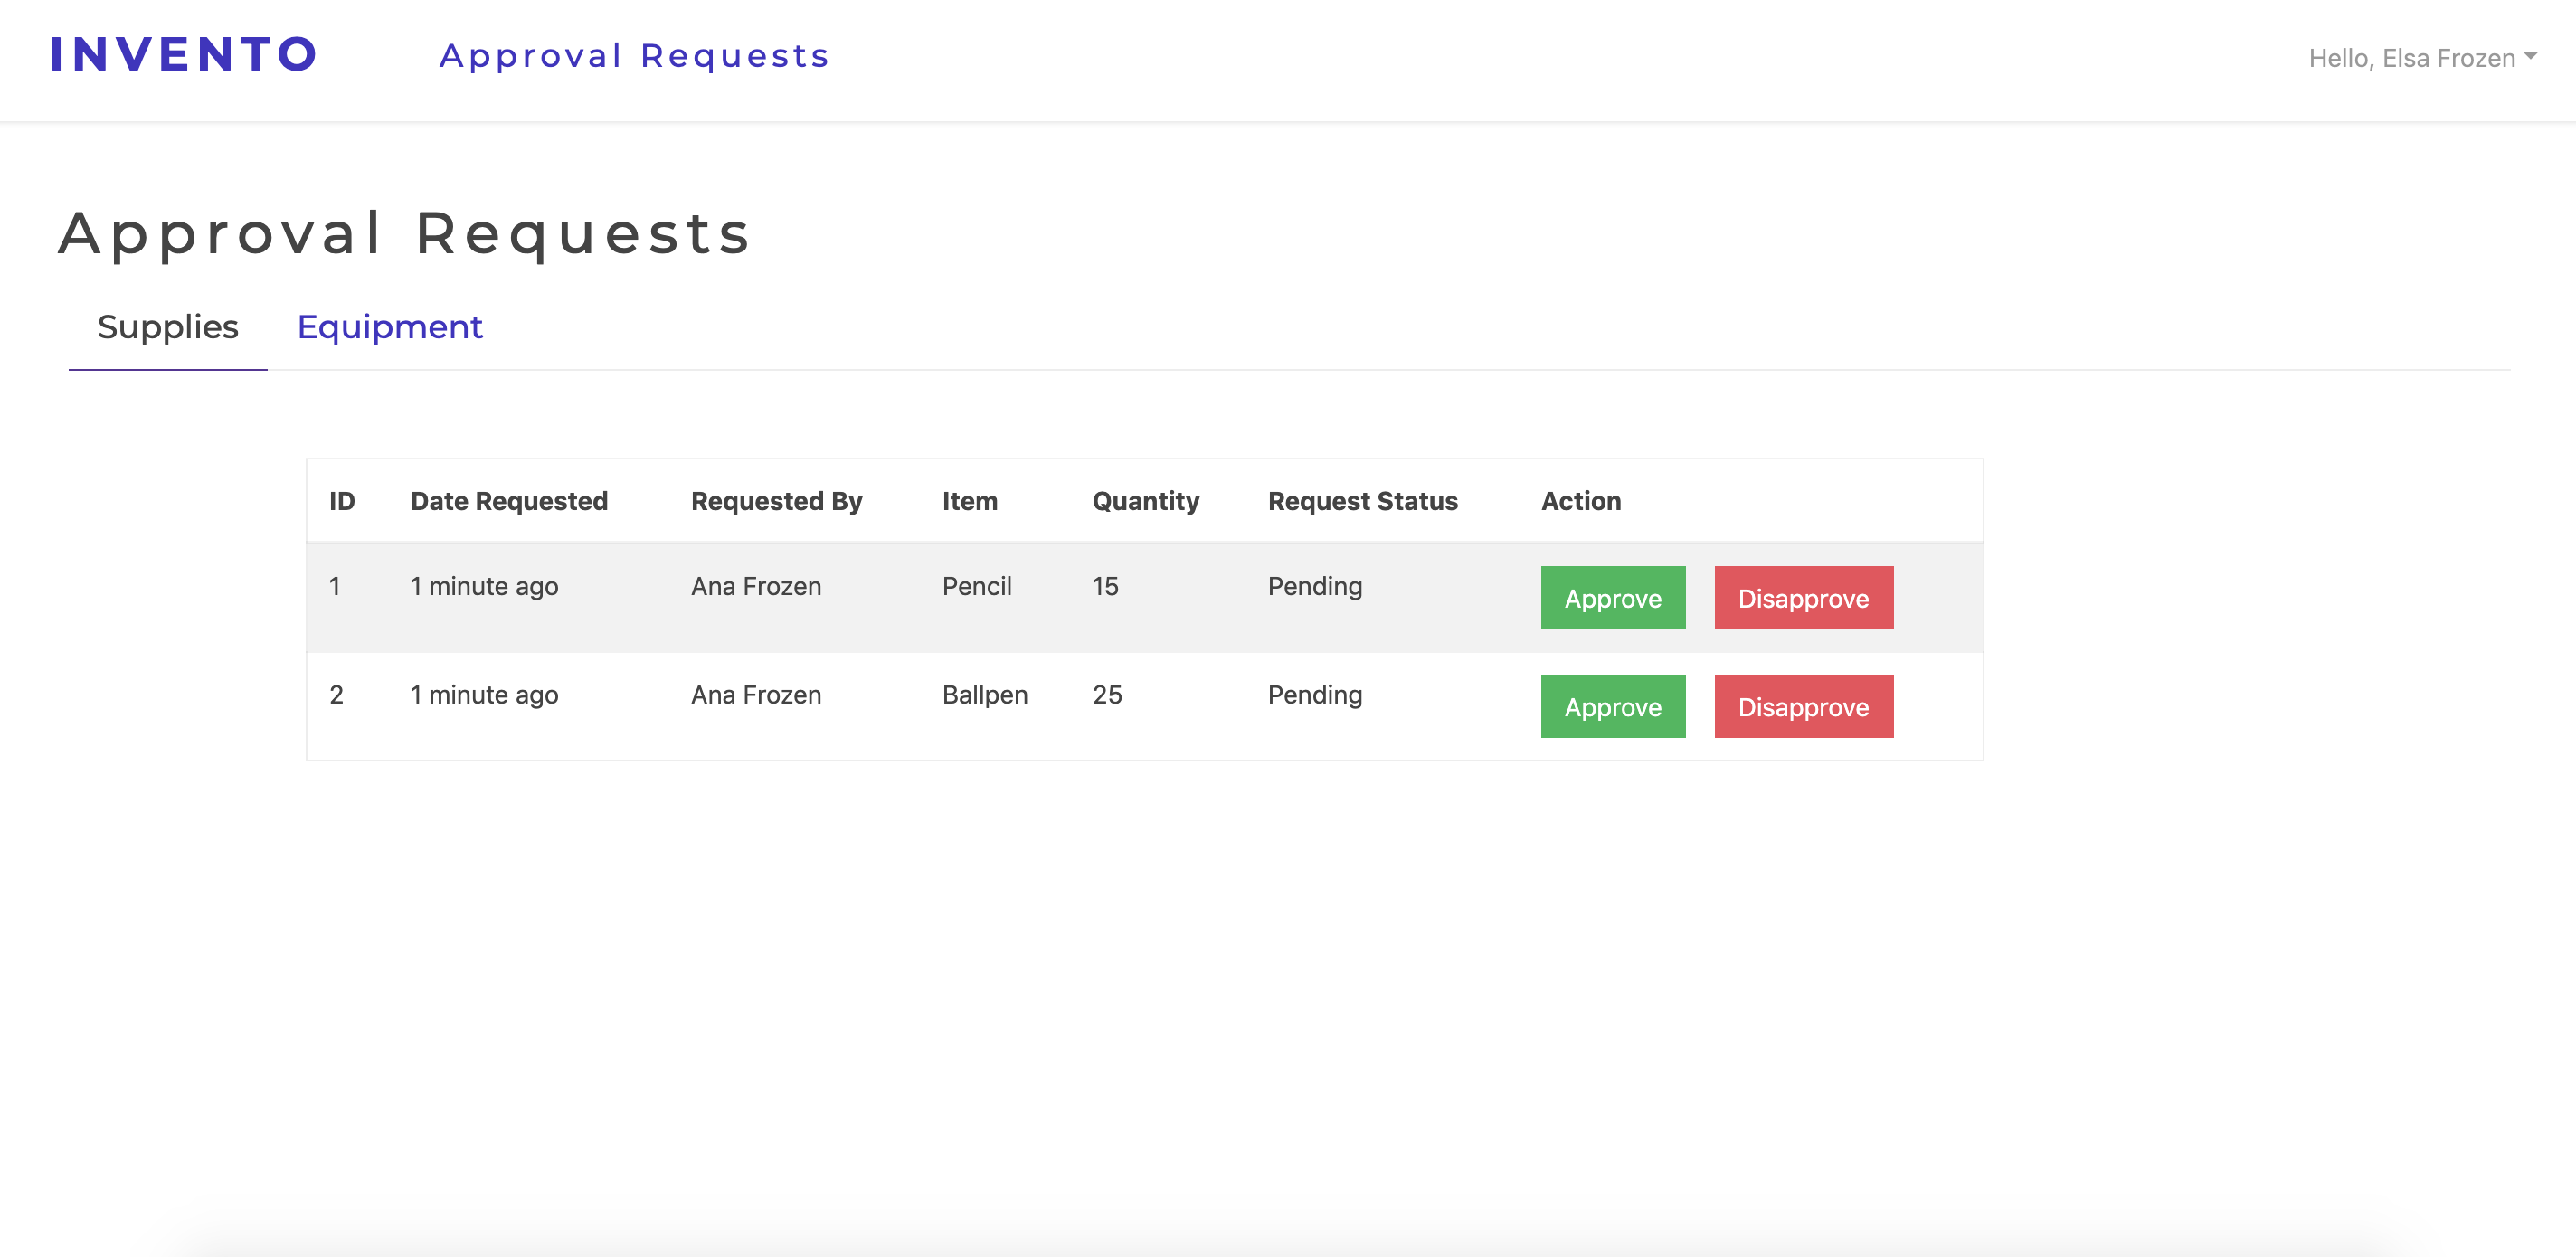 INVENTO Approval Requests Hello, Elsa Frozen
Approval Requests
Supplies Equipment
ID Date Requested Requested By Item Quantity Request Status Action
1 1 minute ago Ana Frozen Pencil 15 Pending Approve Disapprove
2 1 minute ago Ana Frozen Ballpen 25 Pending Approve Disapprove